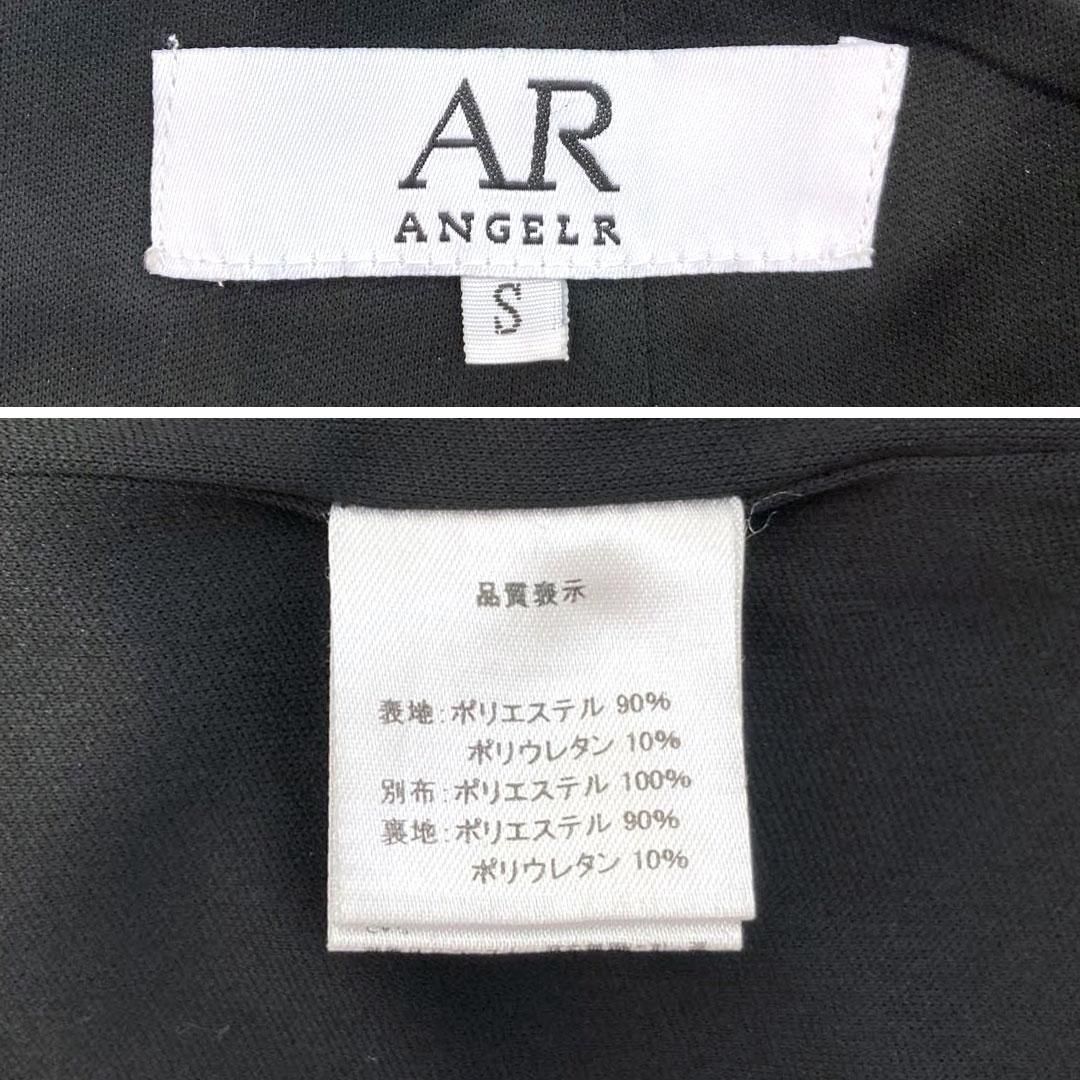 AR
ANGELR
S
品質表示
表地:ポリエステル 90%
ポリウレタン 10%
別布:ポリエステル 100%
裏地:ポリエステル 90%
ポリウレタン 10%